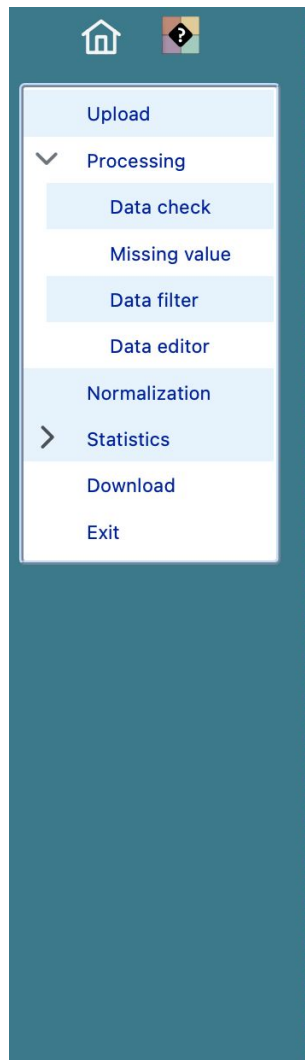 ?
Upload
Processing
Data check
Missing value
Data filter
Data editor
Normalization
Statistics
Download
Exit